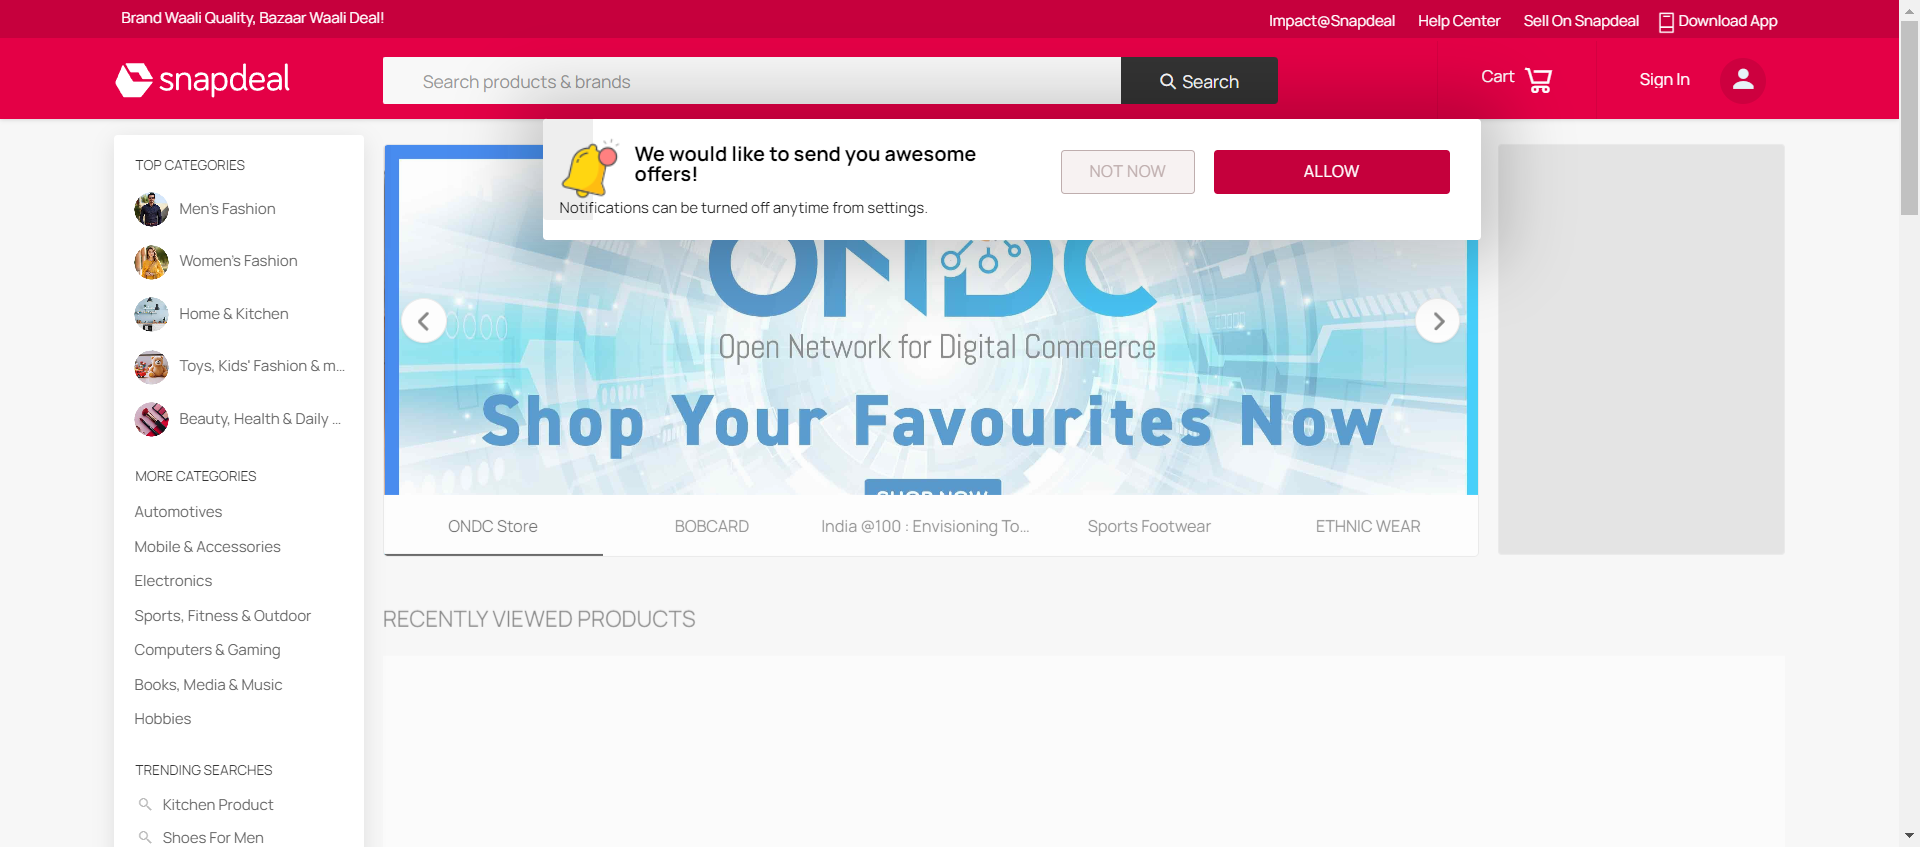 Brand Waali Quality, Bazaar Waali Deal!
Impact@Snapdeal
Help Center
Sell On Snapdeal
Download App
snapdeal
Search products & brands
Search
Cart
Sign In
We would like to send you awesome
offers!
Notifications can be turned off anytime from settings.
NOT NOW
ALLOW
TOP CATEGORIES
Men's Fashion
Women's Fashion
Home & Kitchen
Toys, Kids' Fashion & m...
Beauty, Health & Daily ...
MORE CATEGORIES
Automotives
Mobile & Accessories
Electronics
Sports, Fitness & Outdoor
Computers & Gaming
Books, Media & Music
Hobbies
TRENDING SEARCHES
Kitchen Product
Shoes For Men
ONDC
Open Network for Digital Commerce
Shop Your Favourites Now
SHOP NOW
ONDC Store
BOBCARD
India @100 : Envisioning To...
Sports Footwear
ETHNIC WEAR
RECENTLY VIEWED PRODUCTS